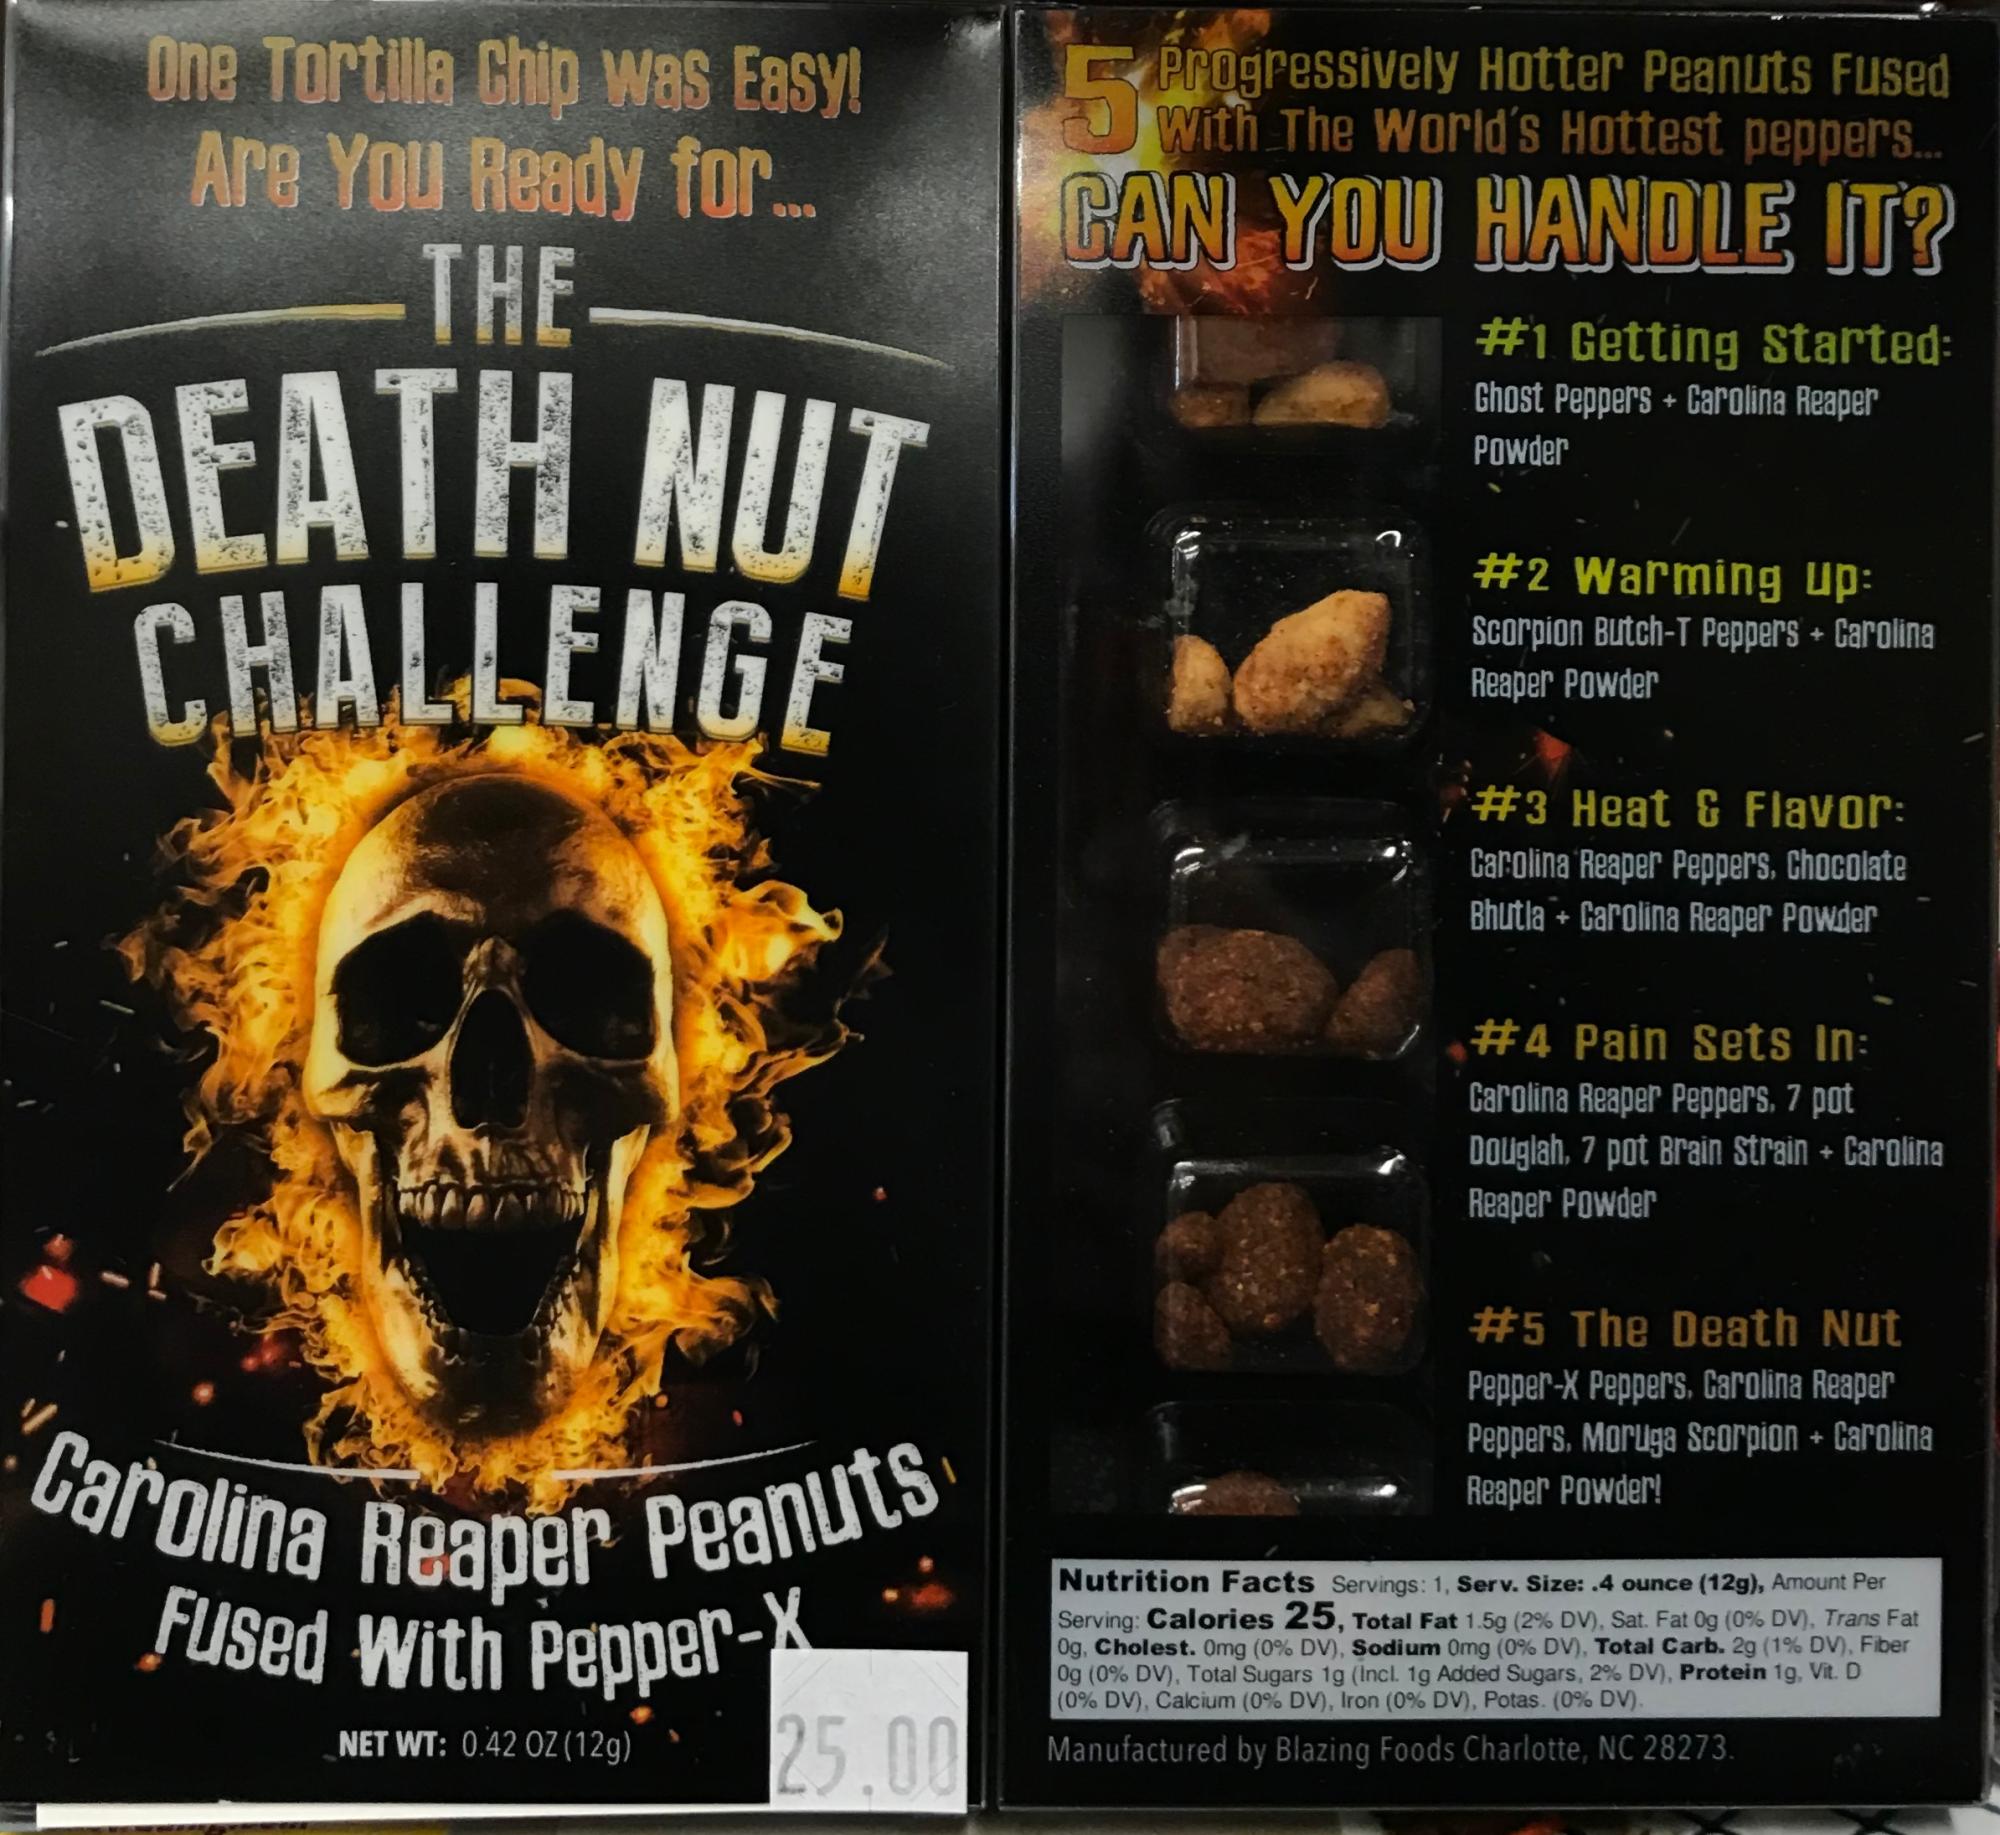 One Tortilla Chip was Easy!
Are You Ready for...
THE
DEATH NUT
CHALLENGE
Carolina Reaper Peanuts
Fused With Pepper-X
NET WT: 0.42 OZ (12g)
25.00
5 Progressively Hotter Peanuts Fused
With The World's Hottest peppers...
CAN YOU HANDLE IT?
#1 Getting Started:
Ghost Peppers + Carolina Reaper
Powder
#2 Warming up:
Scorpion Butch-T Peppers + Carolina
Reaper Powder
#3 Heat & Flavor:
Carolina Reaper Peppers, Chocolate
Bhutla + Carolina Reaper Powder
#4 Pain Sets In:
Carolina Reaper Peppers, 7 pot
Douglah, 7 pot Brain Strain + Carolina
Reaper Powder
#5 The Death Nut
Pepper-X Peppers, Carolina Reaper
Peppers, Moruga Scorpion + Carolina
Reaper Powder!
Nutrition Facts Servings: 1, Serv. Size: .4 ounce (12g), Amount Per
Serving: Calories 25, Total Fat 1.5g (2% DV), Sat. Fat 0g (0% DV), Trans Fat
0g, Cholest. 0mg (0% DV), Sodium 0mg (0% DV), Total Carb. 2g (1% DV), Fiber
0g (0% DV), Total Sugars 1g (Incl. 1g Added Sugars, 2% DV), Protein 1g, Vit. D
(0% DV), Calcium (0% DV), Iron (0% DV), Potas. (0% DV).
Manufactured by Blazing Foods Charlotte, NC 28273.